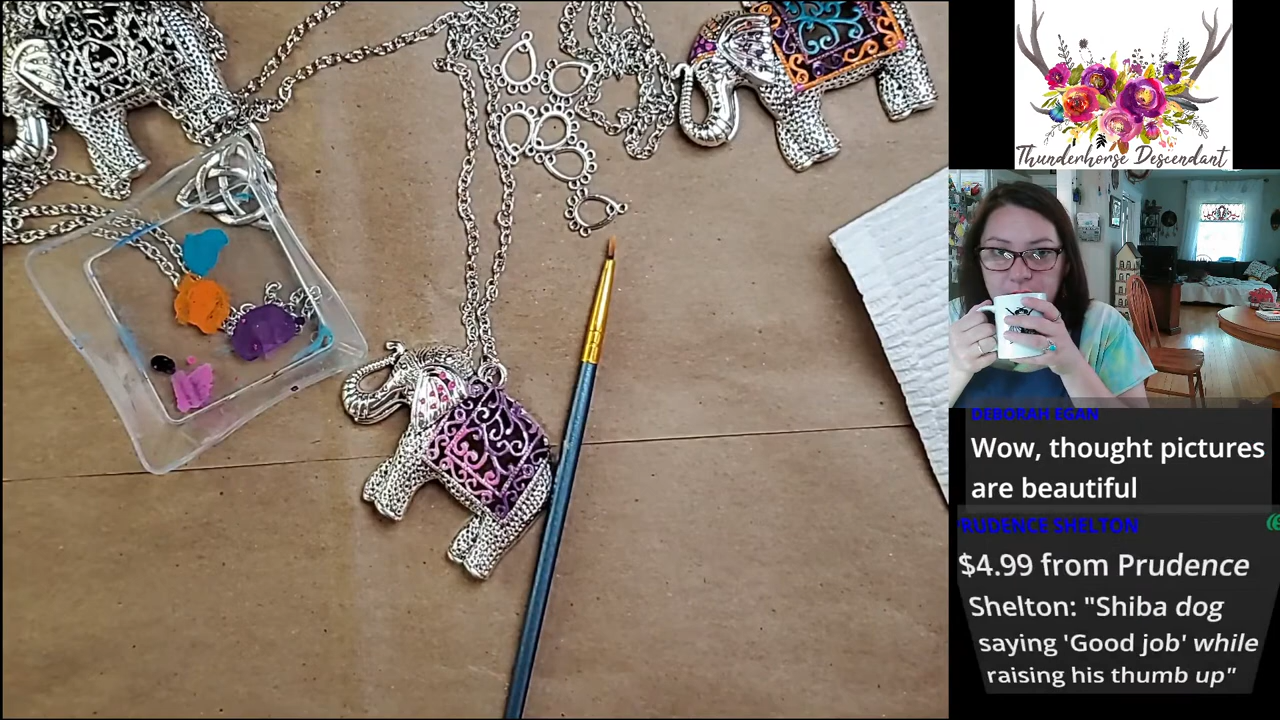 Thunderhorse Descendant
DEBORAH EGAN
Wow, thought pictures
are beautiful
PRUDENCE SHELTON
$4.99 from Prudence
Shelton: "Shiba dog
saying 'Good job' while
raising his thumb up"